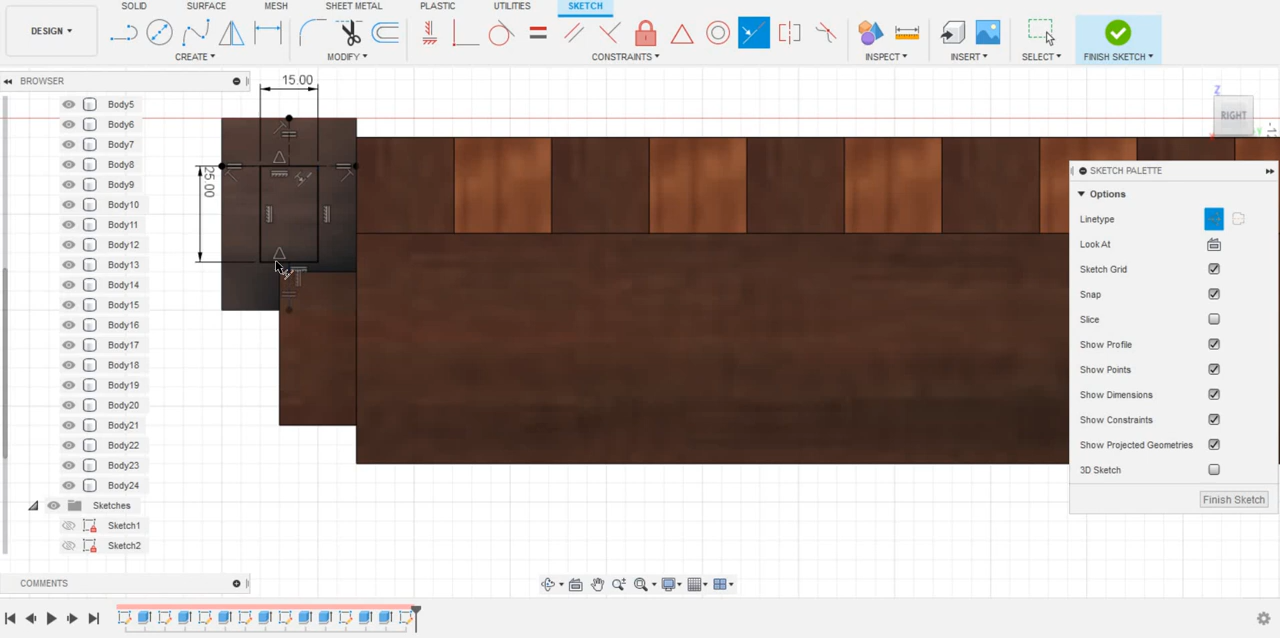 SOLID SURFACE MESH SHEET METAL PLASTIC UTILITIES SKETCH
DESIGN
CREATE MODIFY CONSTRAINTS INSPECT INSERT SELECT FINISH SKETCH
BROWSER
Body5
Body6
Body7
Body8
Body9
Body10
Body11
Body12
Body13
Body14
Body15
Body16
Body17
Body18
Body19
Body20
Body21
Body22
Body23
Body24
Sketches
Sketch1
Sketch2
COMMENTS
15.00
25.00
Z
RIGHT
SKETCH PALETTE
Options
Linetype
Look At
Sketch Grid
Snap
Slice
Show Profile
Show Points
Show Dimensions
Show Constraints
Show Projected Geometries
3D Sketch
Finish Sketch